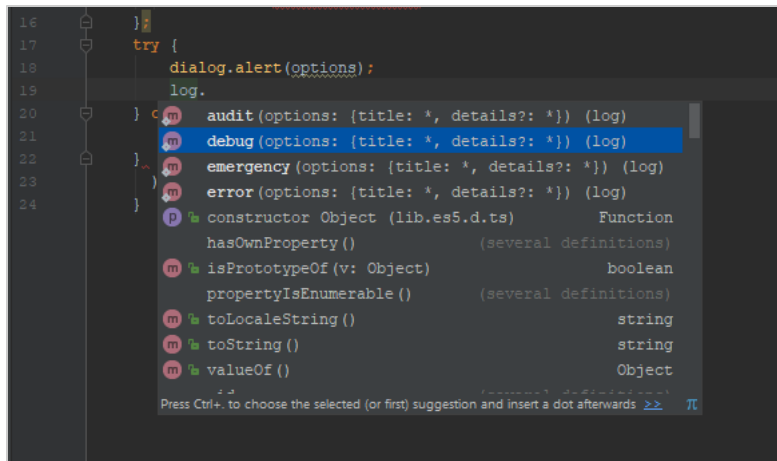 16 };
17 try {
18 dialog.alert(options);
19 log.
20 } c
21
22 }
23 )
24 }
m audit(options: {title: *, details?: *}) (log)
m debug(options: {title: *, details?: *}) (log)
m emergency(options: {title: *, details?: *}) (log)
m error(options: {title: *, details?: *}) (log)
p constructor Object (lib.es5.d.ts) Function
hasOwnProperty() (several definitions)
m isPrototypeOf(v: Object) boolean
propertyIsEnumerable() (several definitions)
m toLocaleString() string
m toString() string
m valueOf() Object
Press Ctrl+. to choose the selected (or first) suggestion and insert a dot afterwards >> π